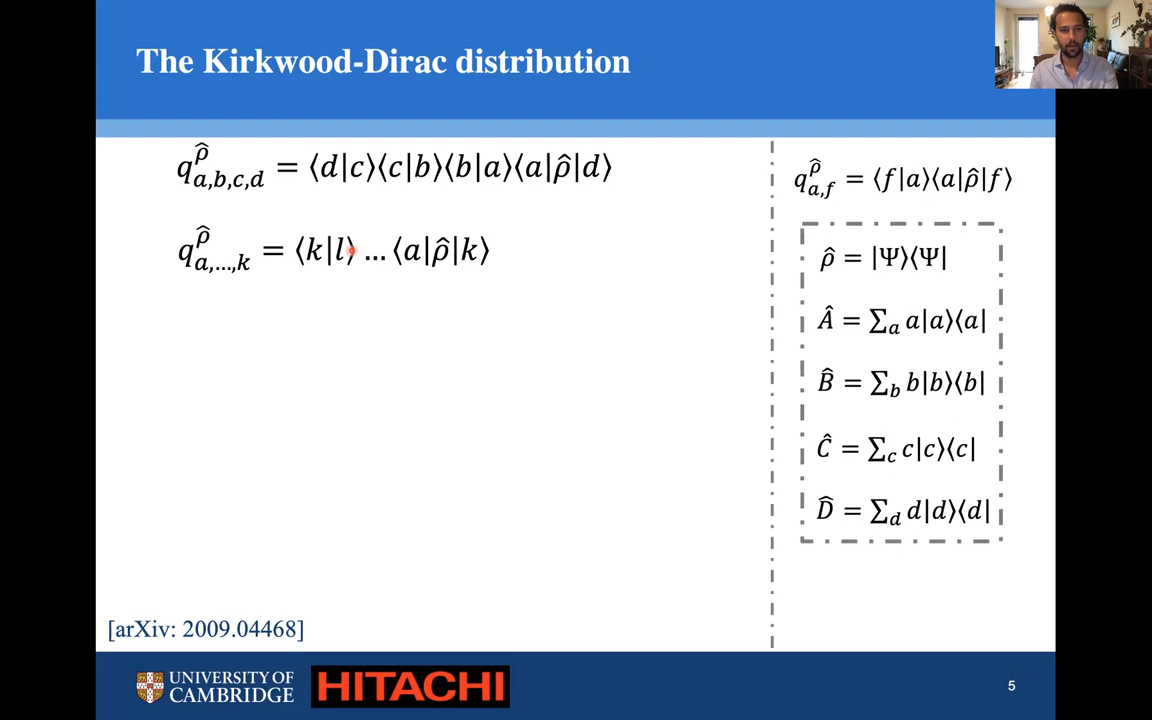 The Kirkwood-Dirac distribution
q^ρ̂_{a,b,c,d} = ⟨d|c⟩⟨c|b⟩⟨b|a⟩⟨a|ρ̂|d⟩
q^ρ̂_{a,…,k} = ⟨k|l⟩ … ⟨a|ρ̂|k⟩
q^ρ̂_{a,f} = ⟨f|a⟩⟨a|ρ̂|f⟩
ρ̂ = |Ψ⟩⟨Ψ|
Â = ∑_a a|a⟩⟨a|
B̂ = ∑_b b|b⟩⟨b|
Ĉ = ∑_c c|c⟩⟨c|
D̂ = ∑_d d|d⟩⟨d|
[arXiv: 2009.04468]
UNIVERSITY OF
CAMBRIDGE
HITACHI
5